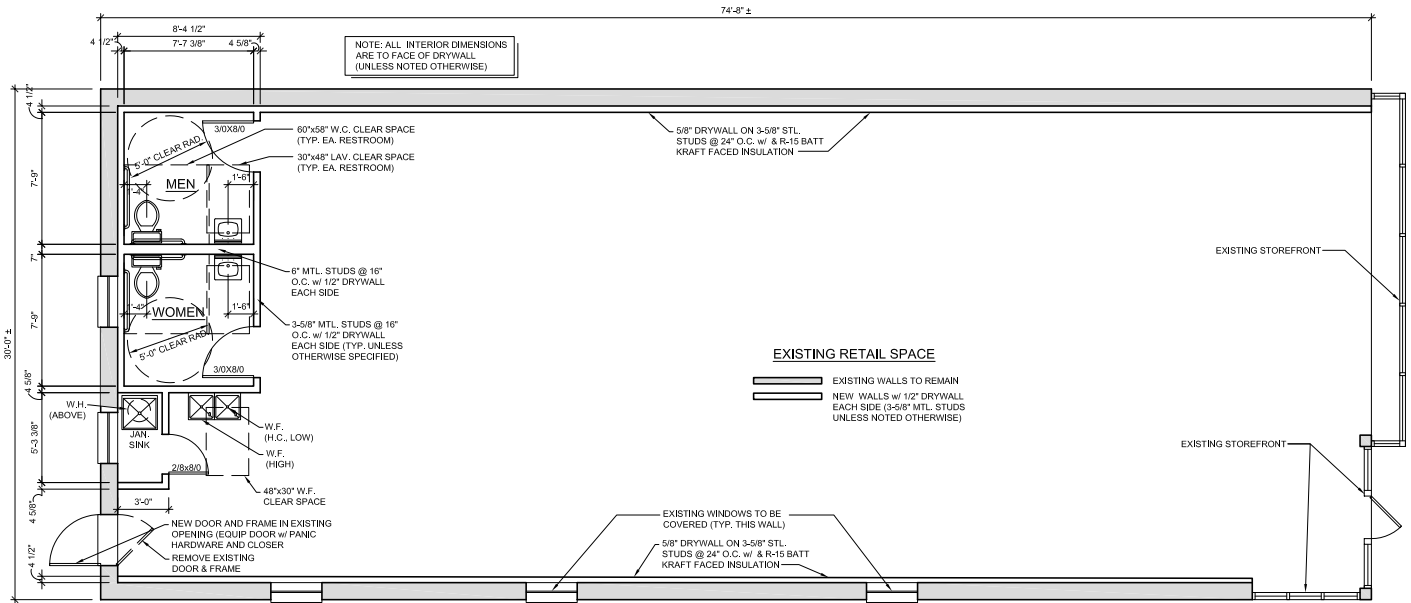 74'-8" ±
8'-4 1/2"
4 1/2"
7'-7 3/8"
4 5/8"
NOTE: ALL INTERIOR DIMENSIONS
ARE TO FACE OF DRYWALL
(UNLESS NOTED OTHERWISE)
4 1/2"
3/0X8/0
60"x58" W.C. CLEAR SPACE
(TYP. EA. RESTROOM)
30"x48" LAV. CLEAR SPACE
(TYP. EA. RESTROOM)
5/8" DRYWALL ON 3-5/8" STL.
STUDS @ 24" O.C. w/ & R-15 BATT
KRAFT FACED INSULATION
5'-0" CLEAR RAD.
7'-9"
MEN
1'-4"
1'-6"
EXISTING STOREFRONT
7"
6" MTL. STUDS @ 16"
O.C. w/ 1/2" DRYWALL
EACH SIDE
1'-4"
1'-6"
WOMEN
7'-9"
30'-0" ±
3-5/8" MTL. STUDS @ 16"
O.C. w/ 1/2" DRYWALL
EACH SIDE (TYP. UNLESS
OTHERWISE SPECIFIED)
5'-0" CLEAR RAD.
3/0X8/0
4 5/8"
EXISTING RETAIL SPACE
EXISTING WALLS TO REMAIN
NEW WALLS w/ 1/2" DRYWALL
EACH SIDE (3-5/8" MTL. STUDS
UNLESS NOTED OTHERWISE)
W.H.
(ABOVE)
JAN.
SINK
5'-3 3/8"
W.F.
(H.C., LOW)
W.F.
(HIGH)
2/8x8/0
EXISTING STOREFRONT
48"x30" W.F.
CLEAR SPACE
3'-0"
4 5/8"
NEW DOOR AND FRAME IN EXISTING
OPENING (EQUIP DOOR w/ PANIC
HARDWARE AND CLOSER
REMOVE EXISTING
DOOR & FRAME
EXISTING WINDOWS TO BE
COVERED (TYP. THIS WALL)
5/8" DRYWALL ON 3-5/8" STL.
STUDS @ 24" O.C. w/ & R-15 BATT
KRAFT FACED INSULATION
4 1/2"